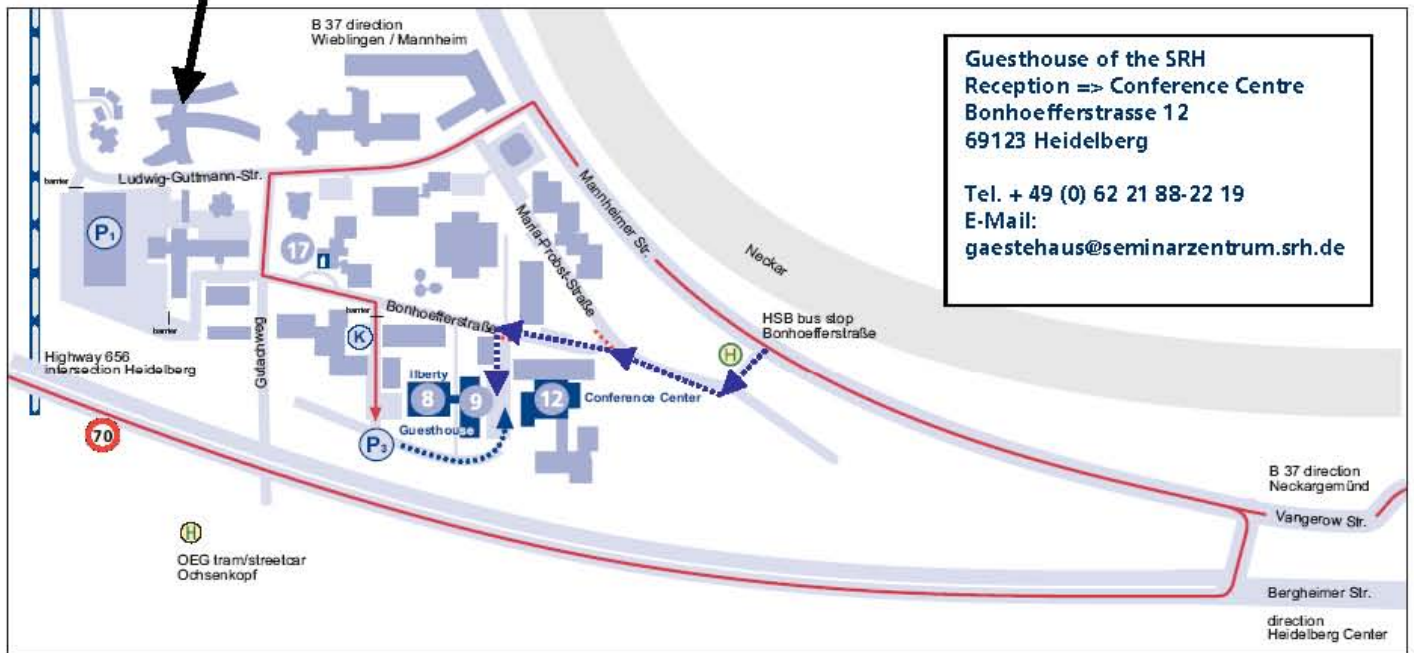 B 37 direction
Wieblingen / Mannheim
Guesthouse of the SRH
Reception => Conference Centre
Bonhoefferstrasse 12
69123 Heidelberg
Tel. + 49 (0) 62 21 88-22 19
E-Mail:
gaestehaus@seminarzentrum.srh.de
barrier
Ludwig-Guttmann-Str.
P1
17
Maria-Probst-Straße
Mannheimer Str.
Neckar
barrier
barrier
Bonhoefferstraße
K
HSB bus stop
Bonhoefferstraße
H
Highway 656
intersection Heidelberg
Gutachweg
Ilberty
8
9
12
Conference Center
Guesthouse
P3
70
H
OEG tram/streetcar
Ochsenkopf
B 37 direction
Neckargemünd
Vangerow Str.
Bergheimer Str.
direction
Heidelberg Center